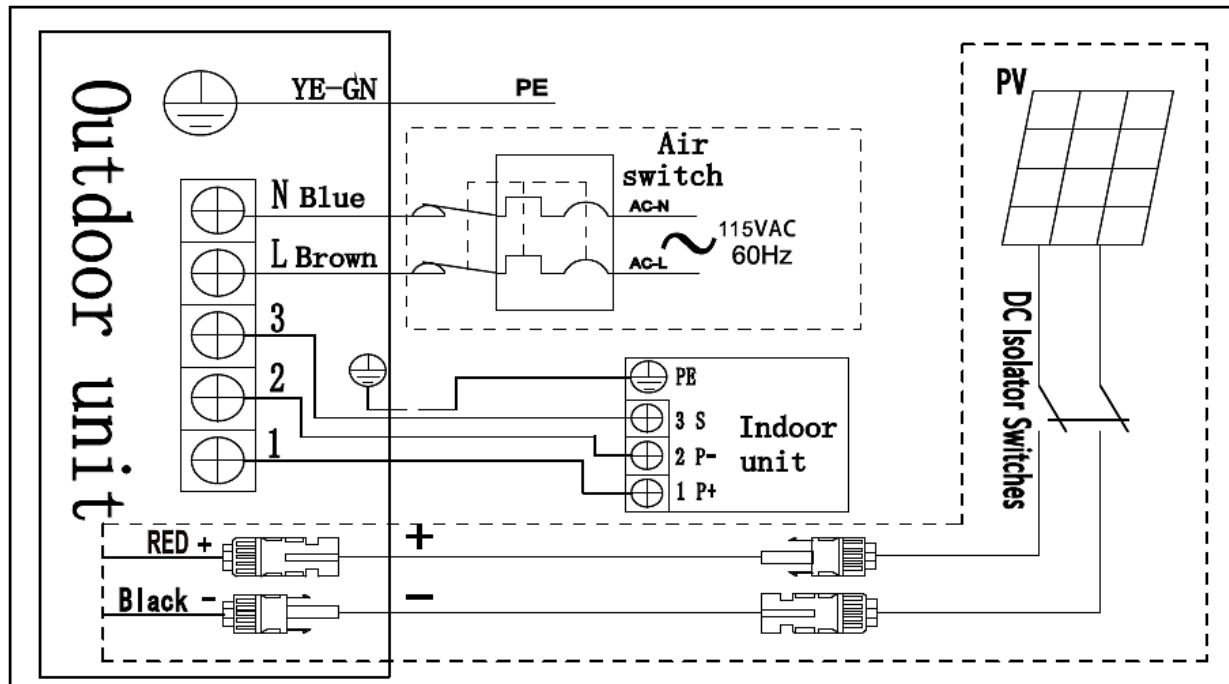 Outdoor unit
YE-GN
PE
N Blue
L Brown
3
2
1
Air
switch
AC-N
AC-L
115VAC
60Hz
PE
3 S
2 P-
1 P+
Indoor
unit
PV
DC Isolator Switches
RED +
+
Black -
−